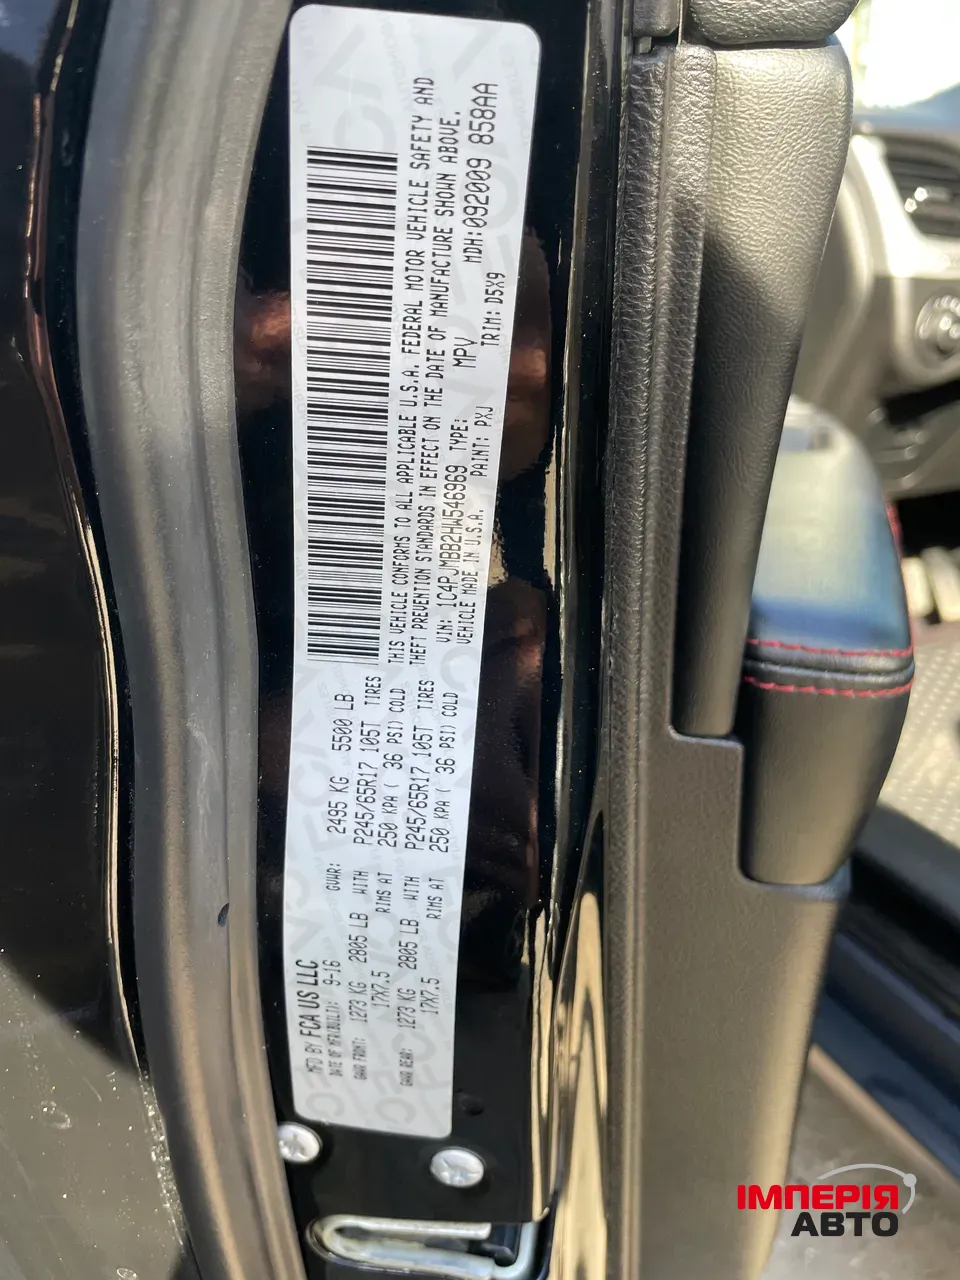 MFD BY FCA US LLC
DATE OF MFR(BUILT): 9-16 GVWR: 2495 KG 5500 LB
GAWR FRONT: 1273 KG 2805 LB WITH P245/65R17 105T TIRES
17X7.5 RIMS AT 250 KPA ( 36 PSI) COLD
GAWR REAR: 1273 KG 2805 LB WITH P245/65R17 105T TIRES
17X7.5 RIMS AT 250 KPA ( 36 PSI) COLD
THIS VEHICLE CONFORMS TO ALL APPLICABLE U.S.A. FEDERAL MOTOR VEHICLE SAFETY AND
THEFT PREVENTION STANDARDS IN EFFECT ON THE DATE OF MANUFACTURE SHOWN ABOVE.
VIN: 1C4PJMBB2HW546969 TYPE: MPV MDH:092009 858AA
VEHICLE MADE IN U.S.A. PAINT: PXJ TRIM: D5X9
ІМПЕРІЯ
АВТО